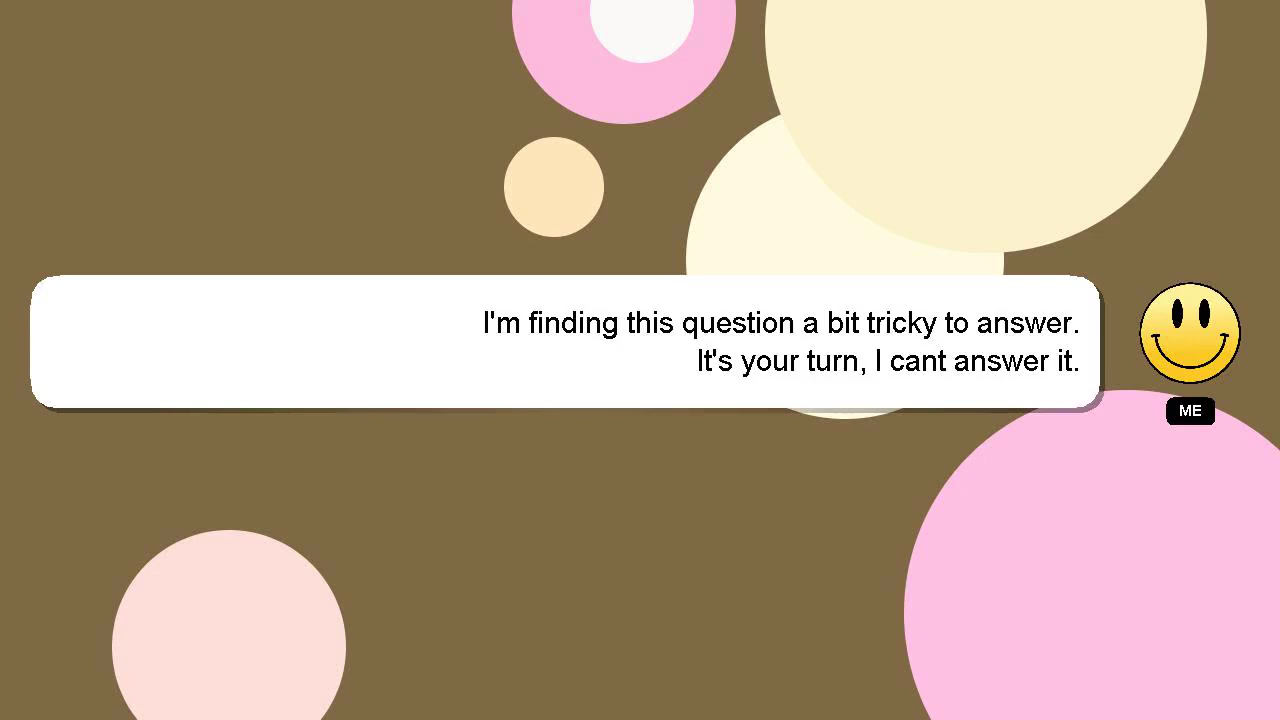 I'm finding this question a bit tricky to answer.
It's your turn, I cant answer it.
ME